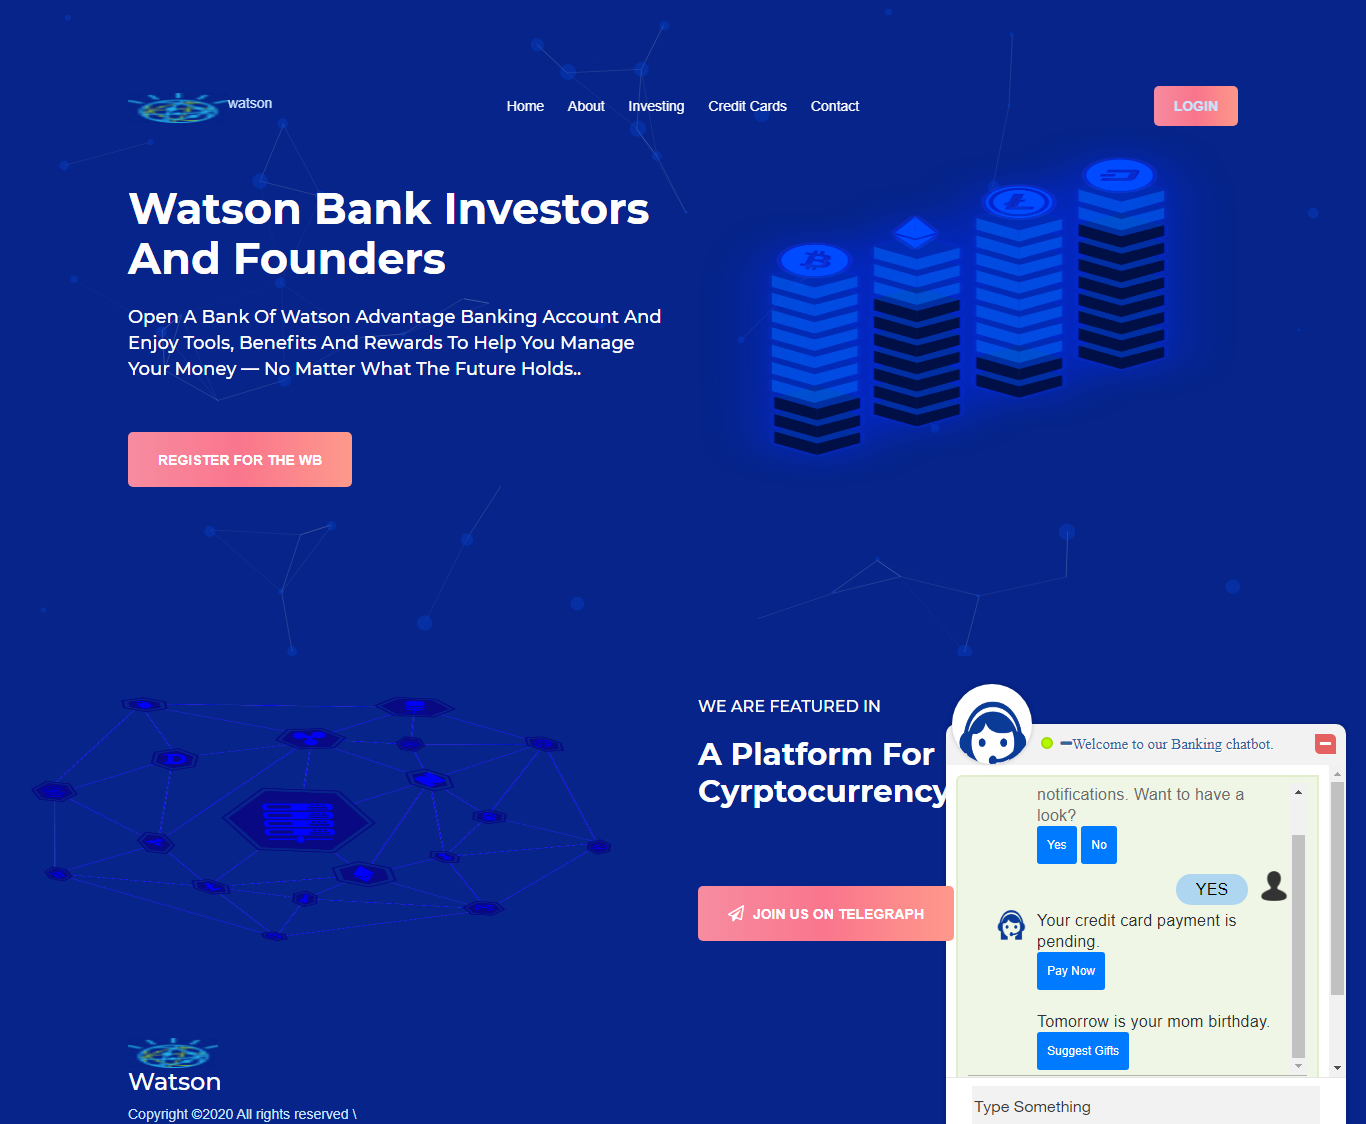 watson
Home About Investing Credit Cards Contact
LOGIN
Watson Bank Investors
And Founders
Open A Bank Of Watson Advantage Banking Account And
Enjoy Tools, Benefits And Rewards To Help You Manage
Your Money — No Matter What The Future Holds..
REGISTER FOR THE WB
WE ARE FEATURED IN
A Platform For
Cyrptocurrency
JOIN US ON TELEGRAPH
Welcome to our Banking chatbot.
notifications. Want to have a
look?
Yes No
YES
Your credit card payment is
pending.
Pay Now
Tomorrow is your mom birthday.
Suggest Gifts
Type Something
Watson
Copyright ©2020 All rights reserved \